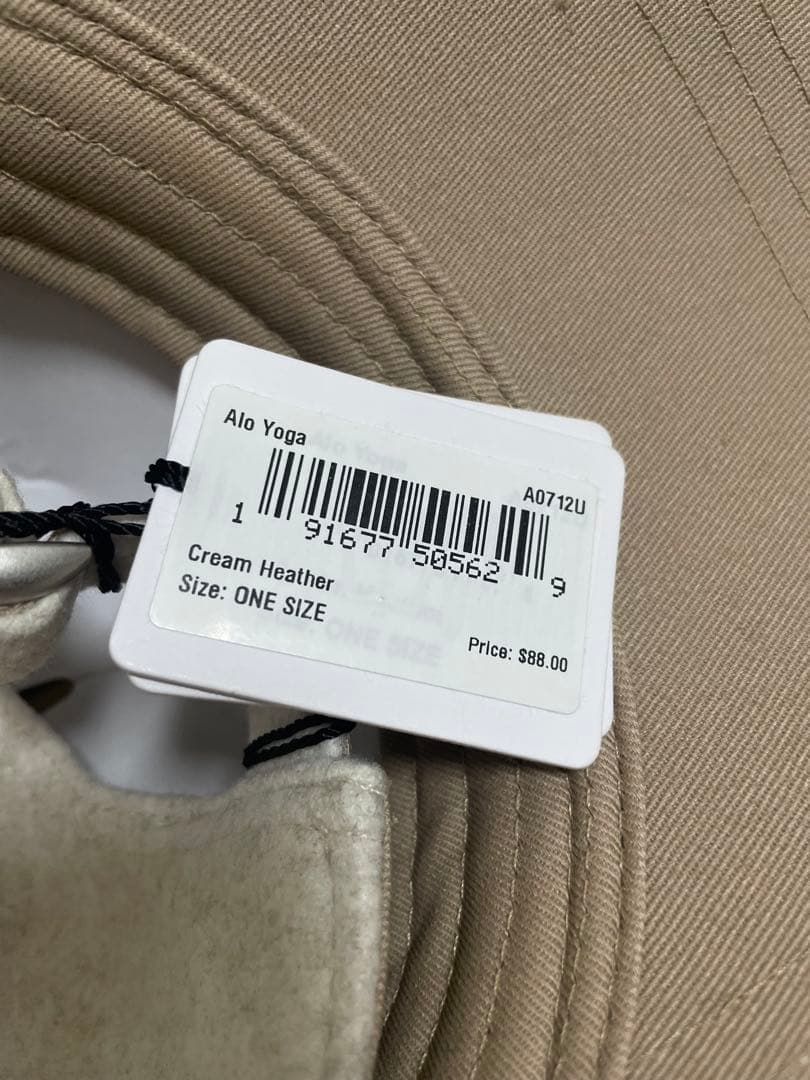 Alo Yoga
A0712U
1 91677 50562 9
Cream Heather
Size: ONE SIZE
Price: $88.00